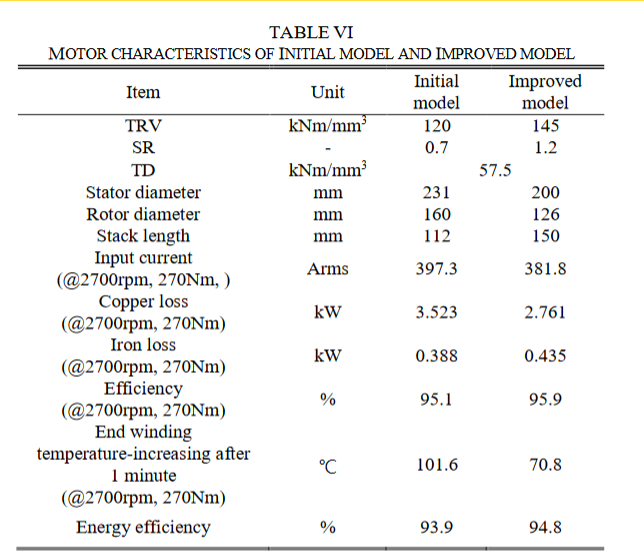 TABLE VI
MOTOR CHARACTERISTICS OF INITIAL MODEL AND IMPROVED MODEL
Item Unit Initial model Improved model
TRV kNm/mm³ 120 145
SR - 0.7 1.2
TD kNm/mm³ 57.5
Stator diameter mm 231 200
Rotor diameter mm 160 126
Stack length mm 112 150
Input current
(@2700rpm, 270Nm, ) Arms 397.3 381.8
Copper loss
(@2700rpm, 270Nm) kW 3.523 2.761
Iron loss
(@2700rpm, 270Nm) kW 0.388 0.435
Efficiency
(@2700rpm, 270Nm) % 95.1 95.9
End winding
temperature-increasing after
1 minute
(@2700rpm, 270Nm) ℃ 101.6 70.8
Energy efficiency % 93.9 94.8